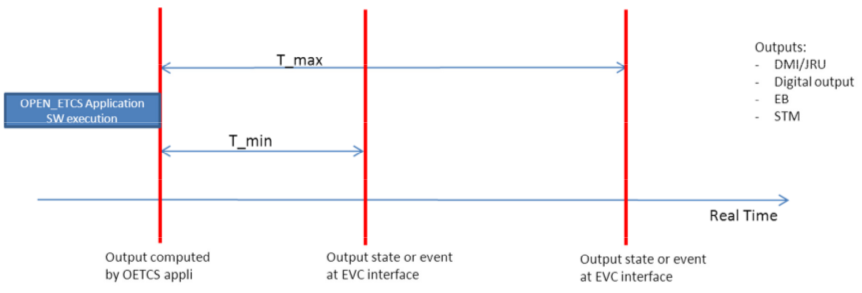 T_max
Outputs:
- DMI/JRU
- Digital output
- EB
- STM
OPEN_ETCS Application
SW execution
T_min
Real Time
Output computed
by OETCS appli
Output state or event
at EVC interface
Output state or event
at EVC interface